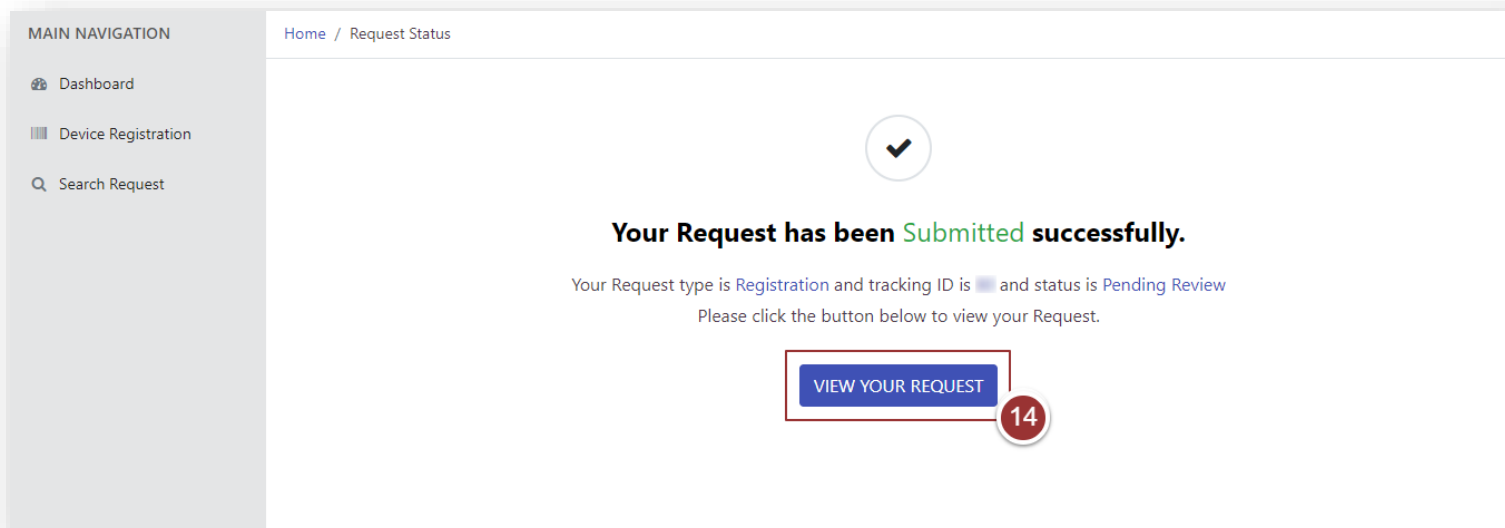 MAIN NAVIGATION
Home / Request Status
Dashboard
Device Registration
Search Request
Your Request has been Submitted successfully.
Your Request type is Registration and tracking ID is and status is Pending Review
Please click the button below to view your Request.
VIEW YOUR REQUEST
14